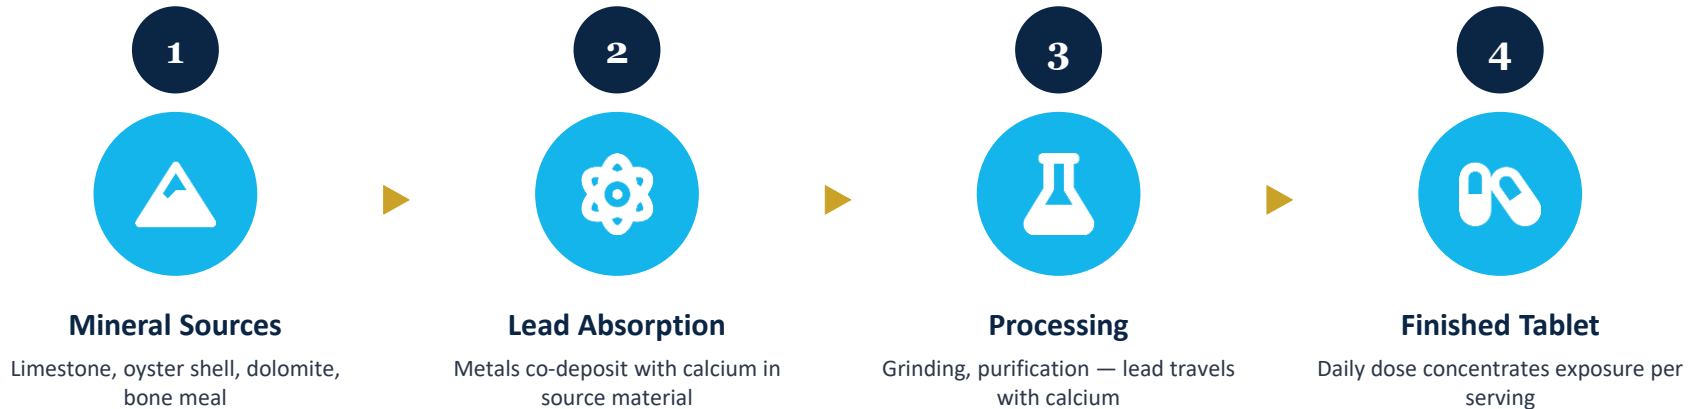 1
2
3
4
Mineral Sources
Limestone, oyster shell, dolomite,
bone meal
Lead Absorption
Metals co-deposit with calcium in
source material
Processing
Grinding, purification — lead travels
with calcium
Finished Tablet
Daily dose concentrates exposure per
serving